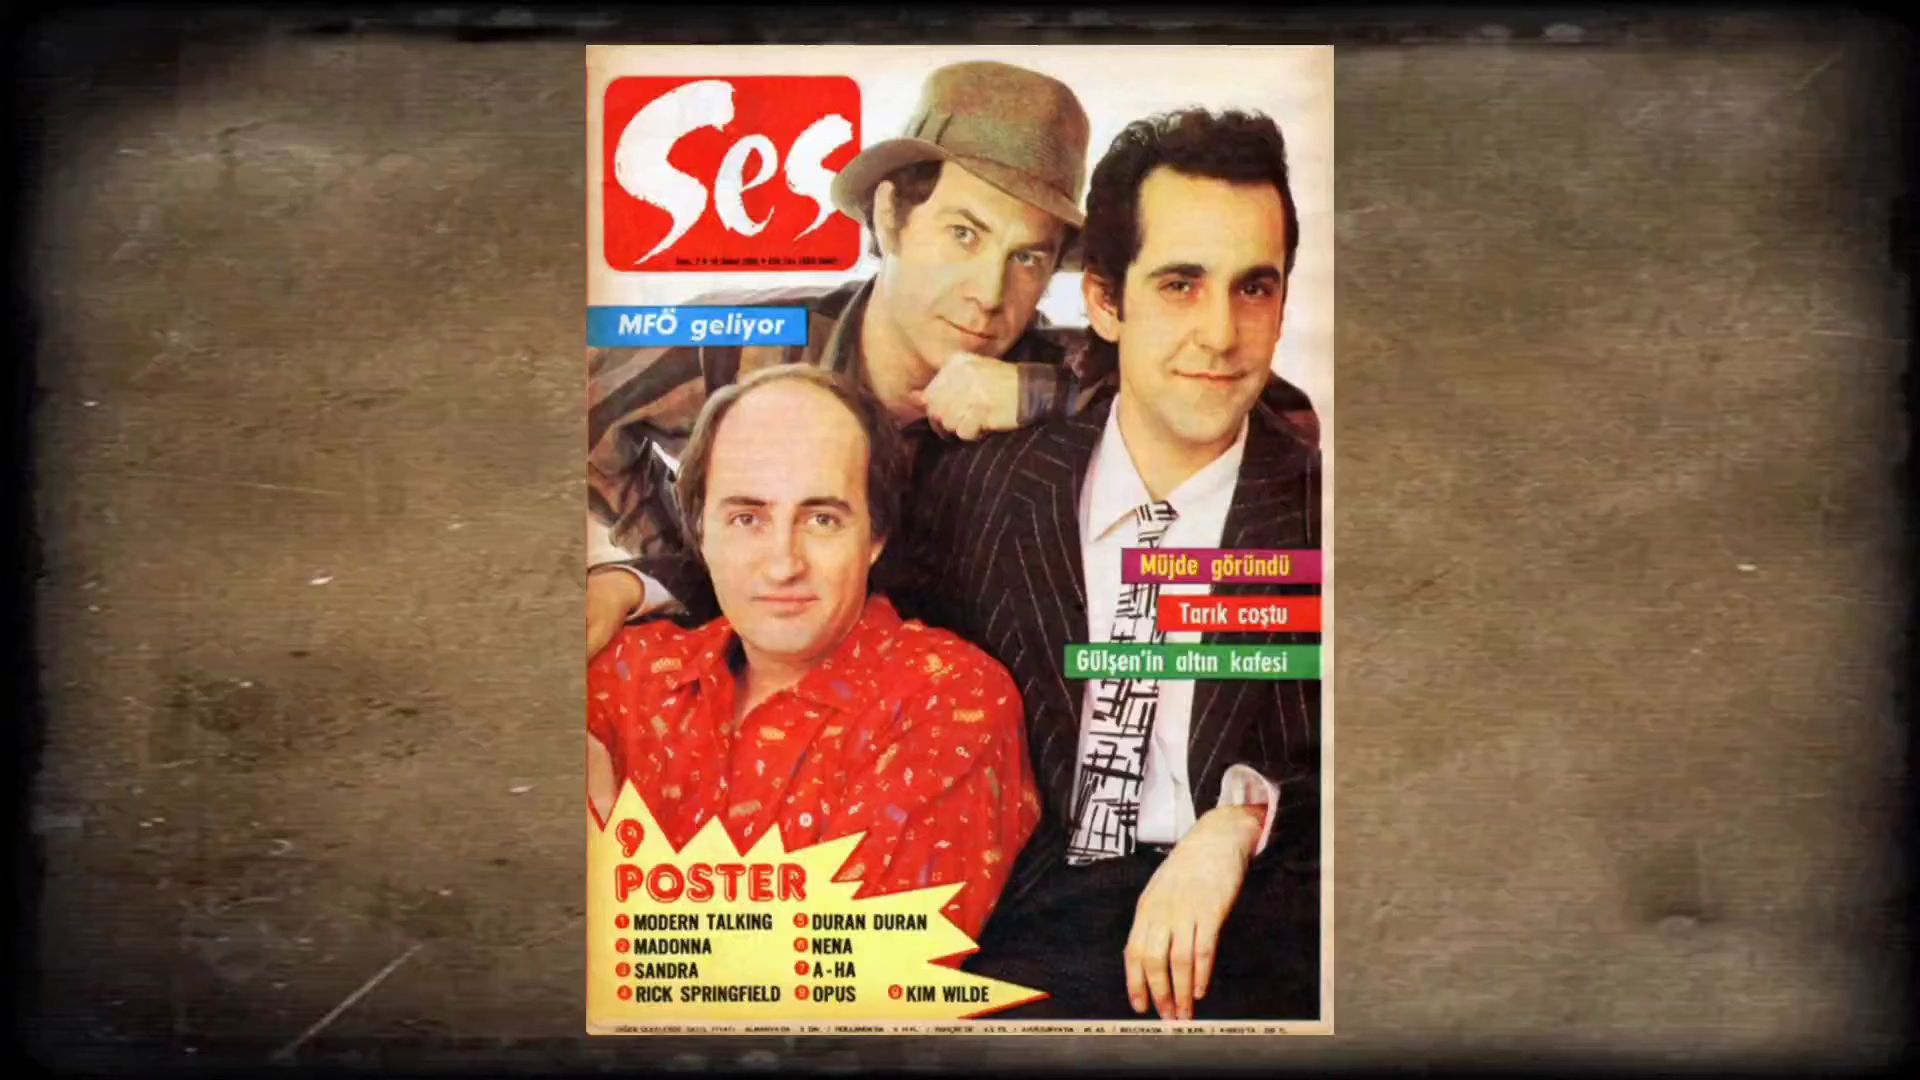 Ses
MFÖ geliyor
Müjde göründü
Tarık coştu
Gülşen'in altın kafesi
9
POSTER
1 MODERN TALKING
2 MADONNA
3 SANDRA
4 RICK SPRINGFIELD
5 DURAN DURAN
6 NENA
7 A-HA
8 OPUS
9 KIM WILDE